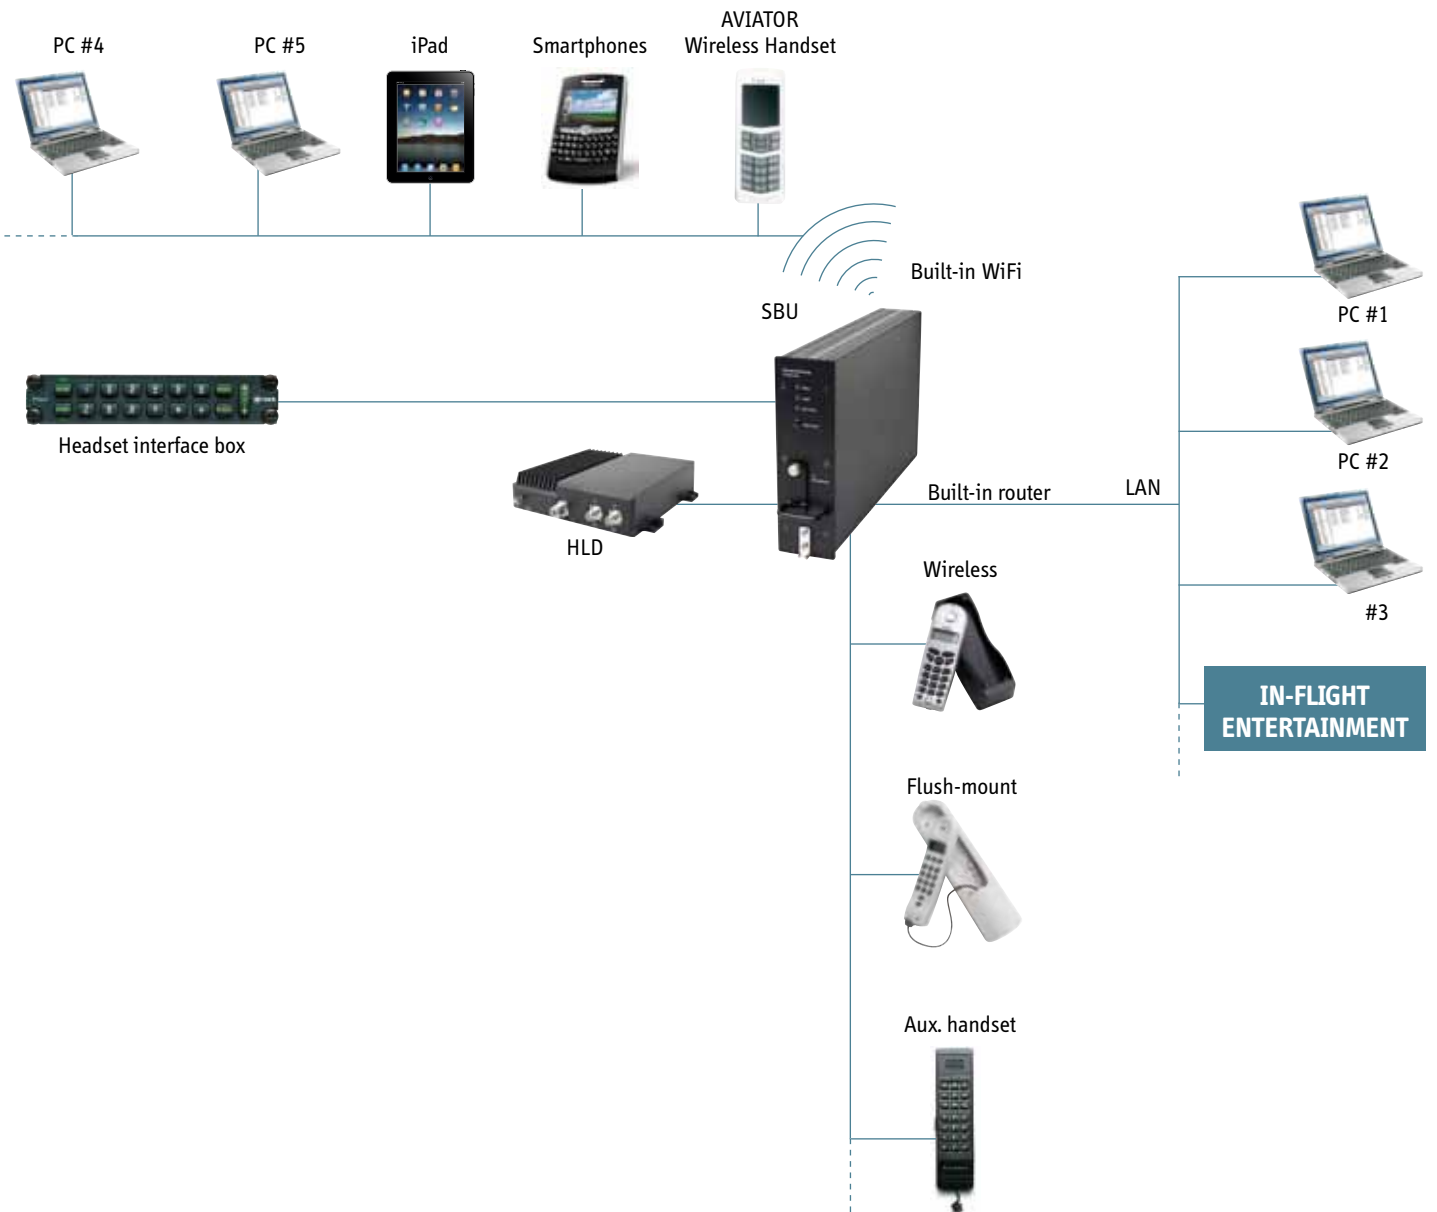 AVIATOR
PC #4
PC #5
iPad
Smartphones
Wireless Handset
Built-in WiFi
SBU
PC #1
Headset interface box
PC #2
Built-in router
LAN
HLD
Wireless
#3
IN-FLIGHT
ENTERTAINMENT
Flush-mount
Aux. handset